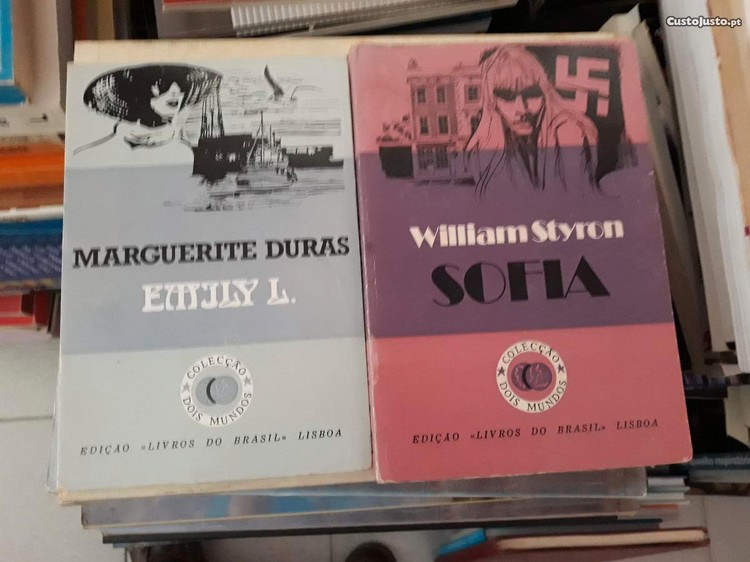 CustoJusto.pt
MARGUERITE DURAS
EMILY L.
COLECÇÃO
DOIS MUNDOS
EDIÇÃO «LIVROS DO BRASIL» LISBOA
William Styron
SOFIA
COLECÇÃO
DOIS MUNDOS
EDIÇÃO «LIVROS DO BRASIL» LISBOA